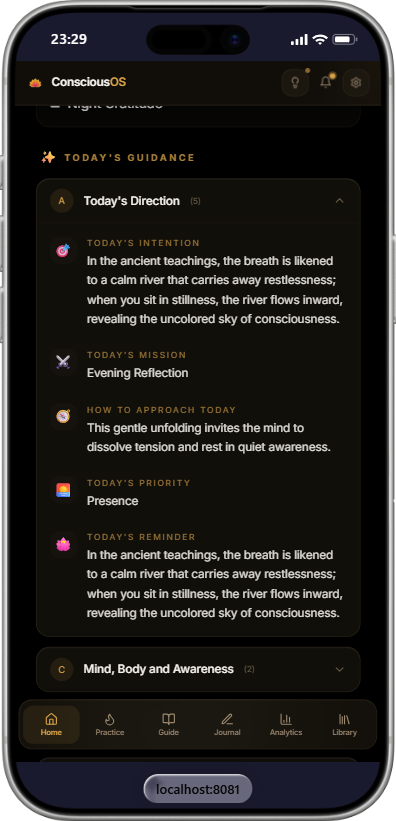 23:29
ConsciousOS
Night Gratitude
TODAY'S GUIDANCE
A Today's Direction (5)
TODAY'S INTENTION
In the ancient teachings, the breath is likened
to a calm river that carries away restlessness;
when you sit in stillness, the river flows inward,
revealing the uncolored sky of consciousness.
TODAY'S MISSION
Evening Reflection
HOW TO APPROACH TODAY
This gentle unfolding invites the mind to
dissolve tension and rest in quiet awareness.
TODAY'S PRIORITY
Presence
TODAY'S REMINDER
In the ancient teachings, the breath is likened
to a calm river that carries away restlessness;
when you sit in stillness, the river flows inward,
revealing the uncolored sky of consciousness.
C Mind, Body and Awareness (2)
Home Practice Guide Journal Analytics Library
localhost:8081